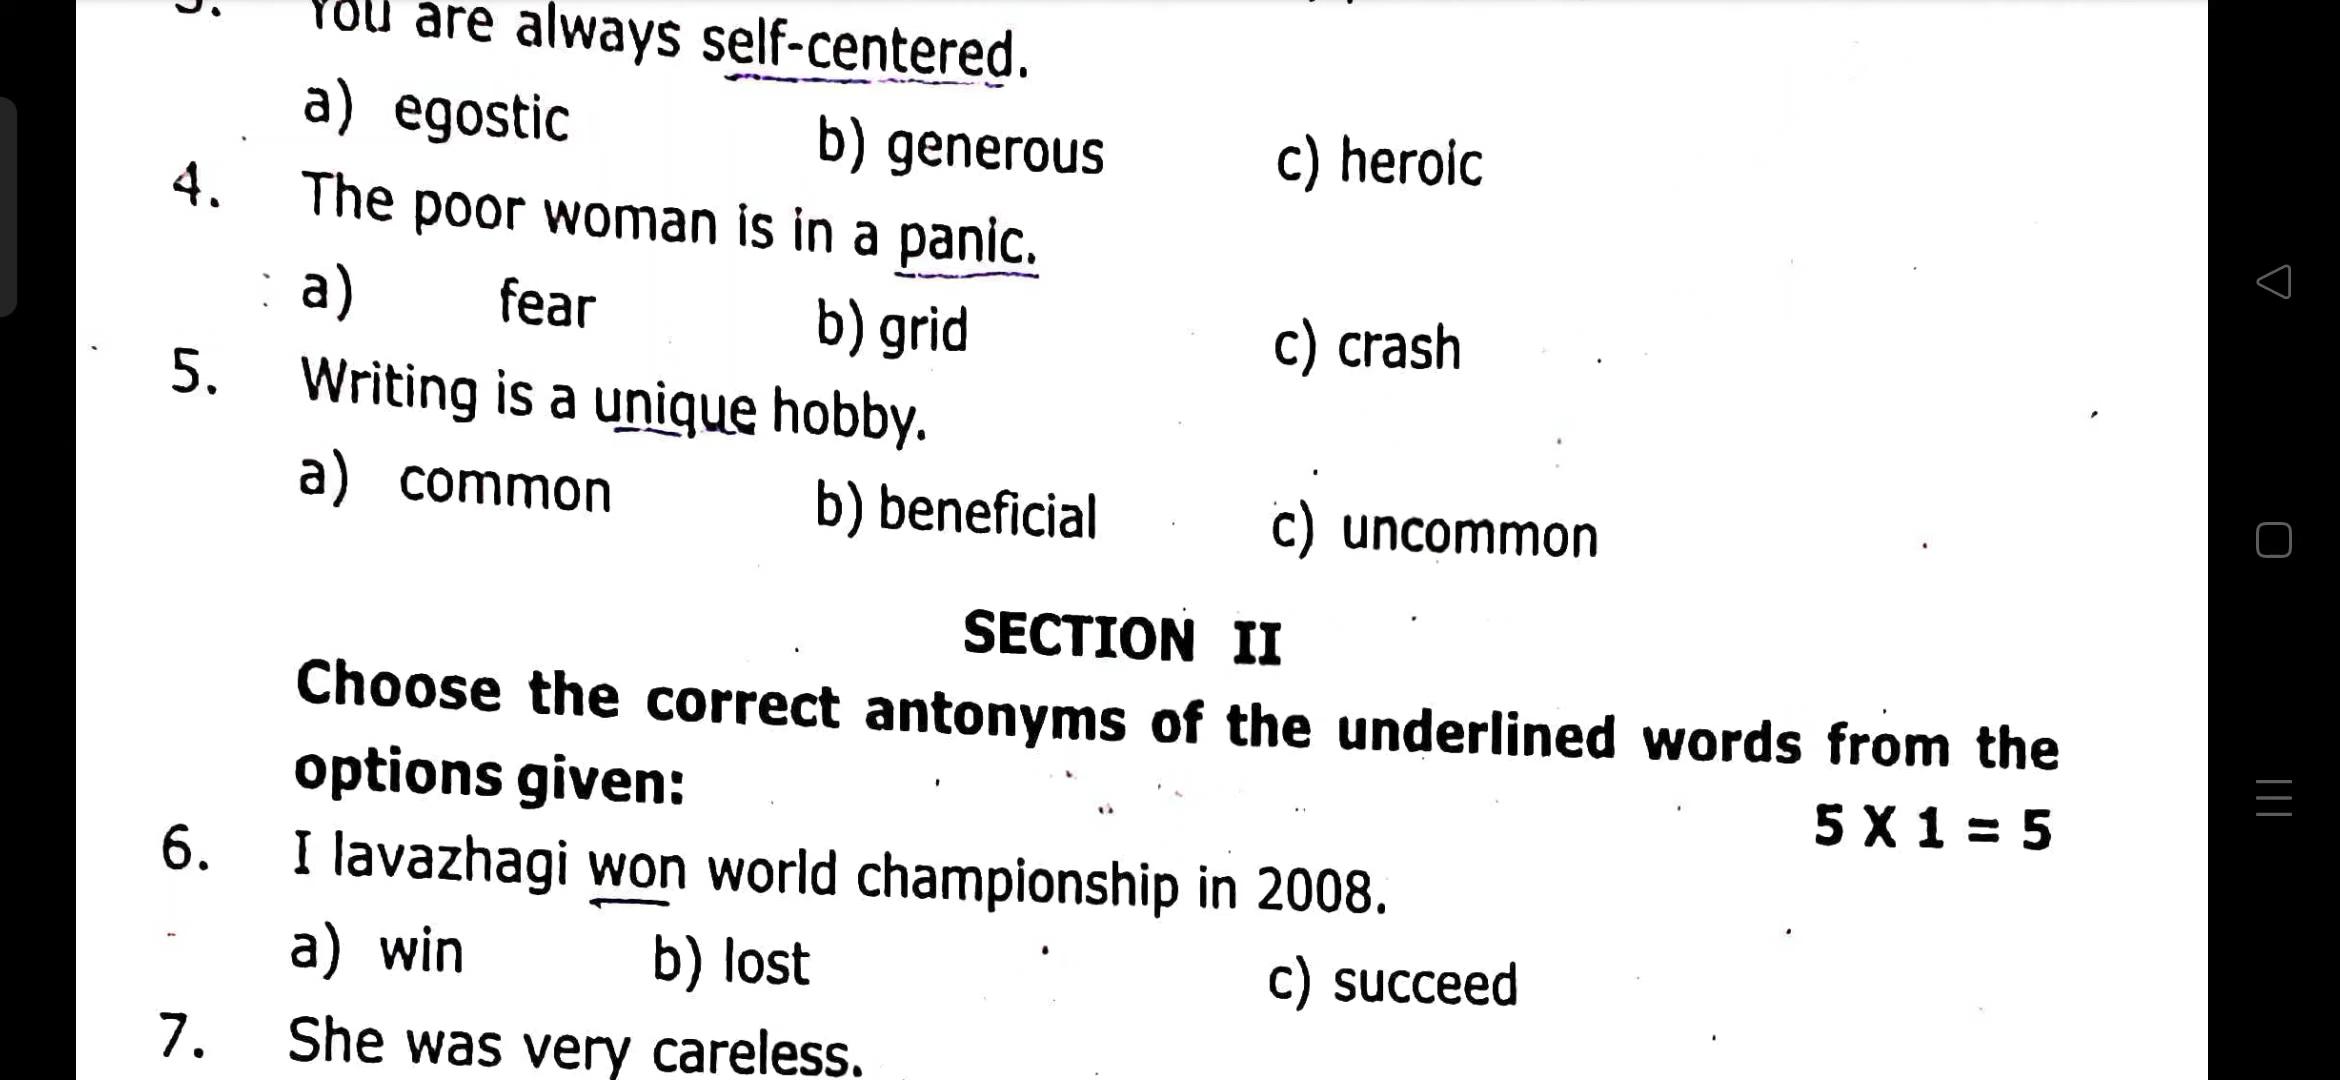 You are always self-centered.
a) egostic b) generous c) heroic
4. The poor woman is in a panic.
a) fear b) grid c) crash
5. Writing is a unique hobby.
a) common b) beneficial c) uncommon
SECTION II
Choose the correct antonyms of the underlined words from the
options given:
5 X 1 = 5
6. I lavazhagi won world championship in 2008.
a) win b) lost c) succeed
7. She was very careless.